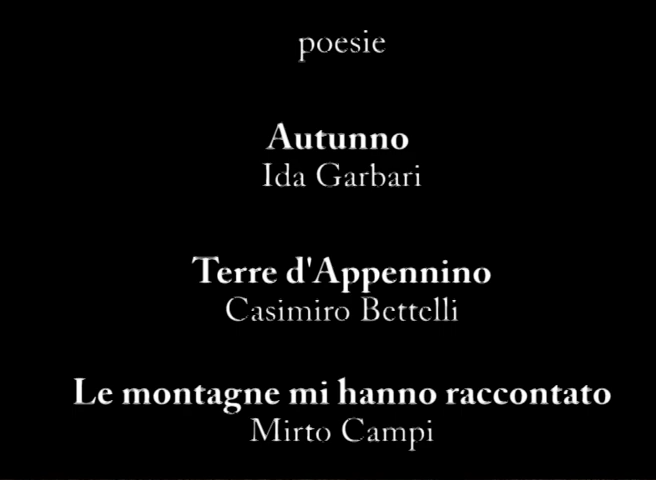 poesie
Autunno
Ida Garbari
Terre d'Appennino
Casimiro Bettelli
Le montagne mi hanno raccontato
Mirto Campi